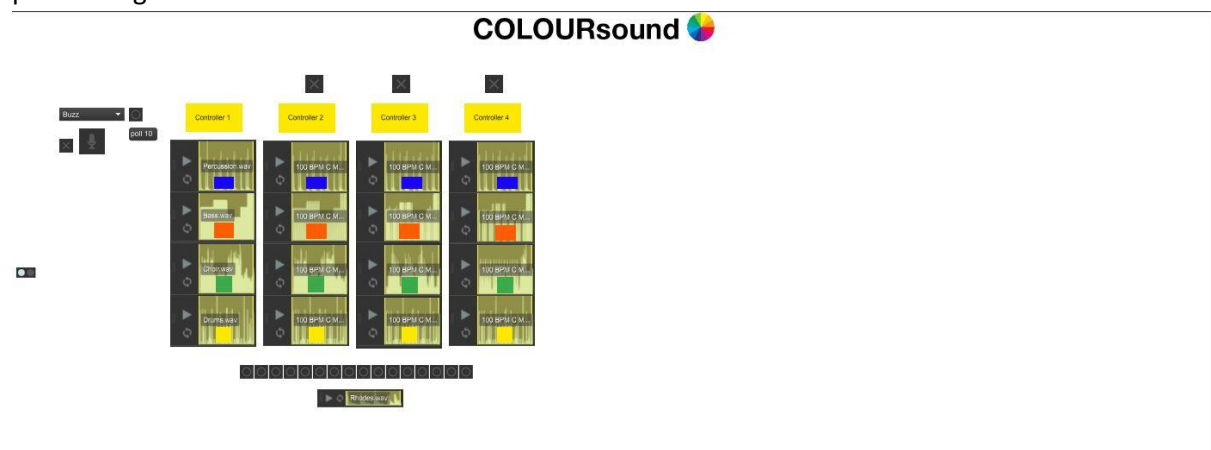 COLOURsound
Buzz
poll 10
Controller 1 Controller 2 Controller 3 Controller 4
Percussion.wav 100 BPM C M... 100 BPM C M... 100 BPM C M...
Bass.wav 100 BPM C M... 100 BPM C M... 100 BPM C M...
Choir.wav 100 BPM C M... 100 BPM C M... 100 BPM C M...
Drums.wav 100 BPM C M... 100 BPM C M... 100 BPM C M...
Rhodes.wav